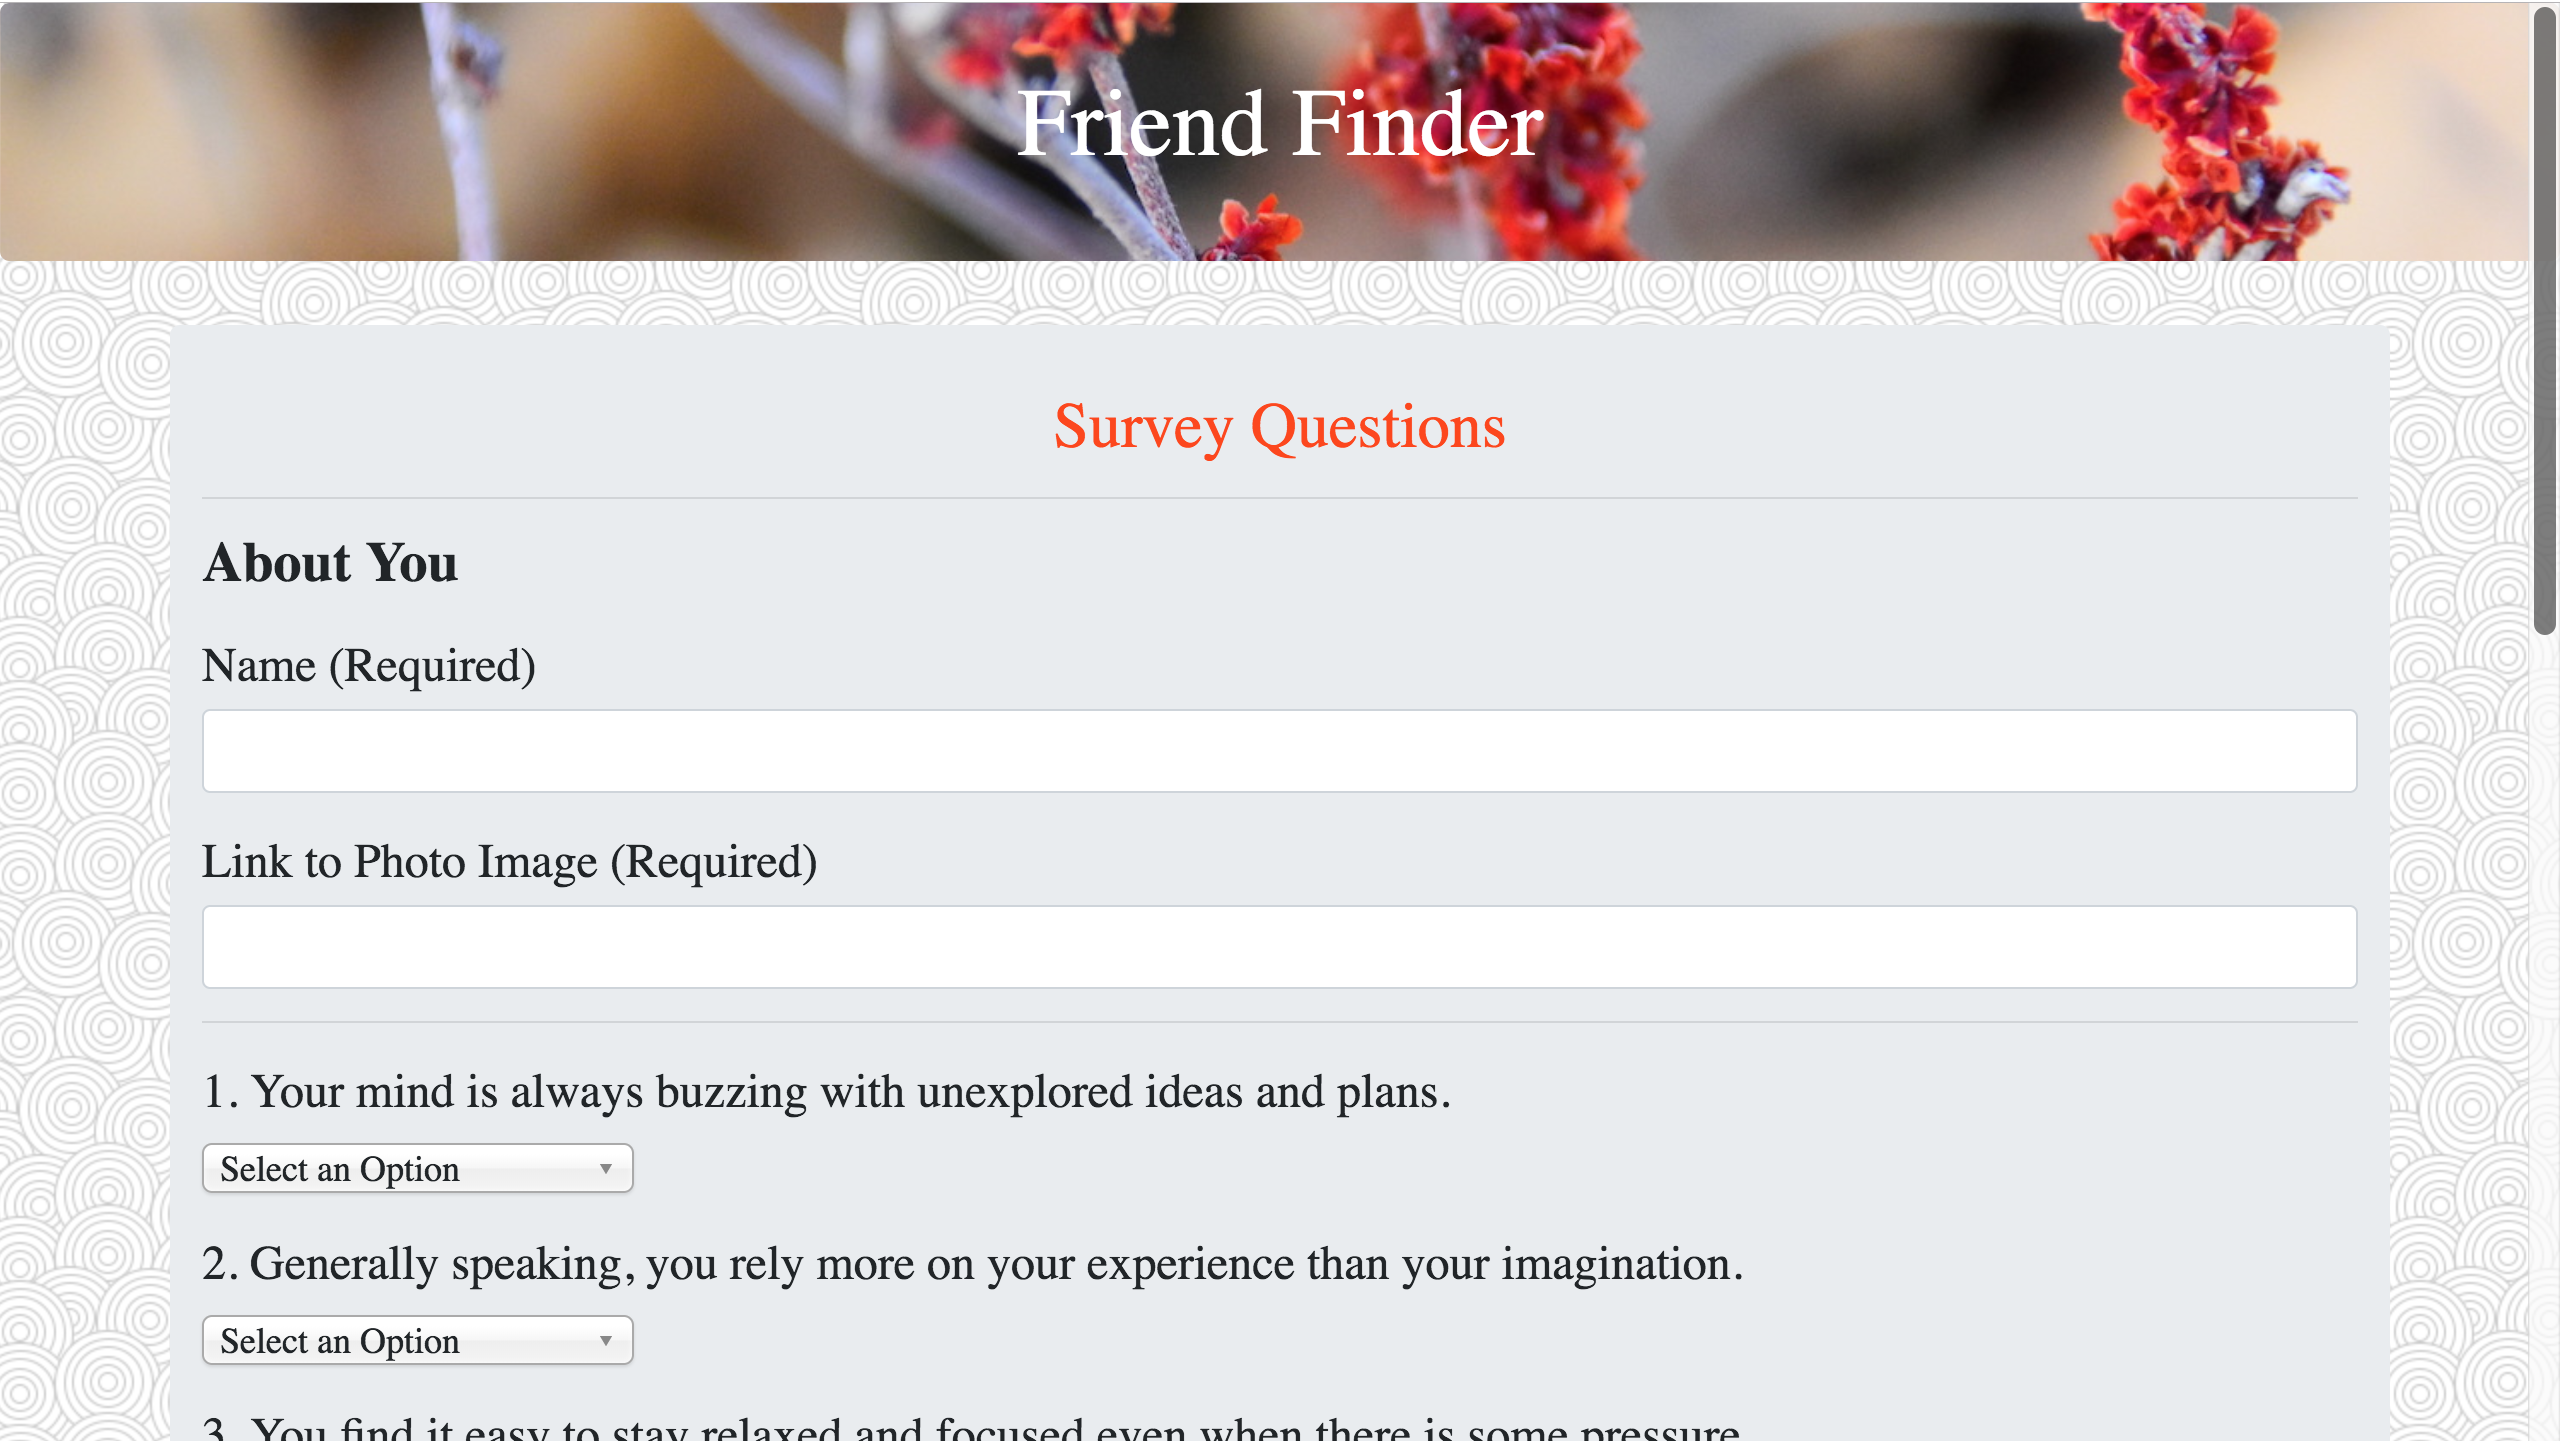 Friend Finder
Survey Questions
About You
Name (Required)
Link to Photo Image (Required)
1. Your mind is always buzzing with unexplored ideas and plans.
Select an Option
2. Generally speaking, you rely more on your experience than your imagination.
Select an Option
3. You find it easy to stay relaxed and focused even when there is some pressure.